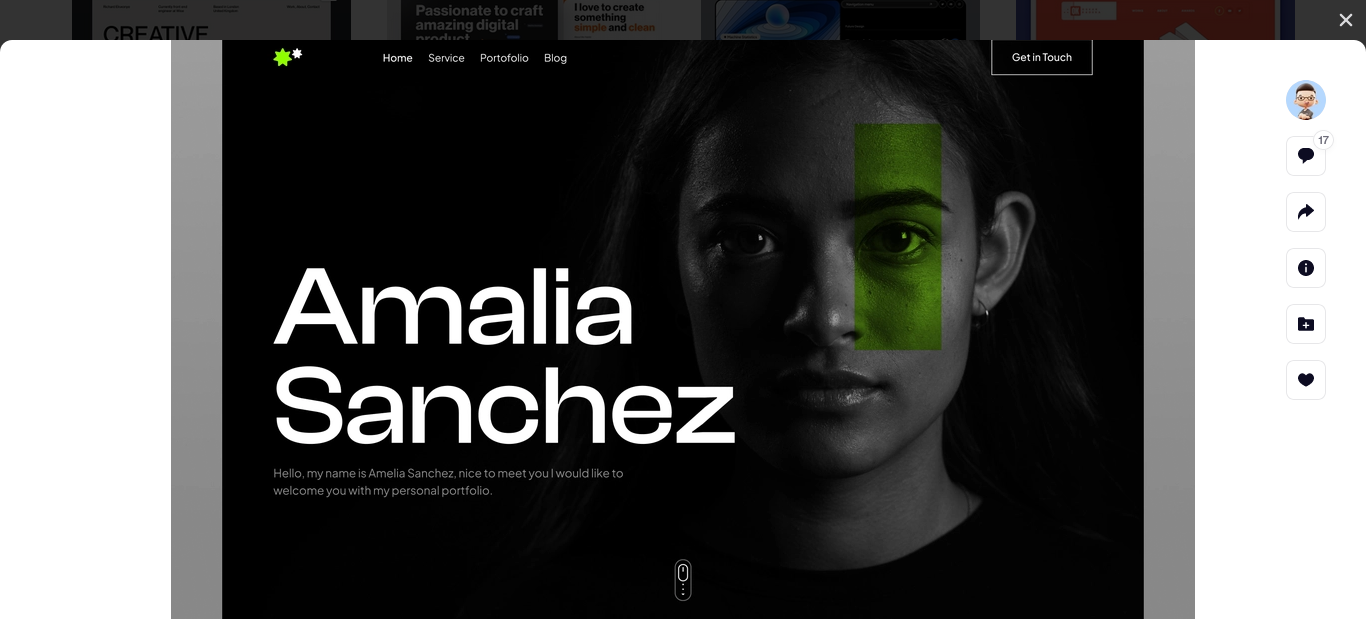 CREATIVE
Passionate to craft
amazing digital
product
I love to create
something
simple and clean
Home
Service
Portofolio
Blog
Get in Touch
17
Amalia
Sanchez
Hello, my name is Amelia Sanchez, nice to meet you I would like to
welcome you with my personal portfolio.